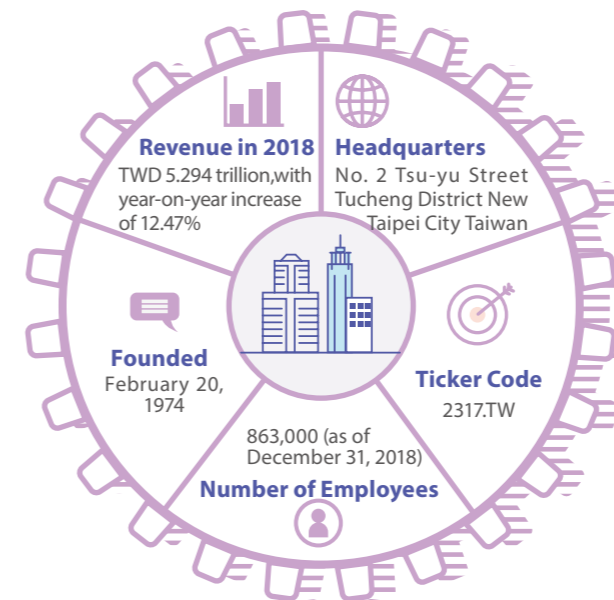 Revenue in 2018
TWD 5.294 trillion,with
year-on-year increase
of 12.47%
Headquarters
No. 2 Tsu-yu Street
Tucheng District New
Taipei City Taiwan
Founded
February 20,
1974
Ticker Code
2317.TW
863,000 (as of
December 31, 2018)
Number of Employees